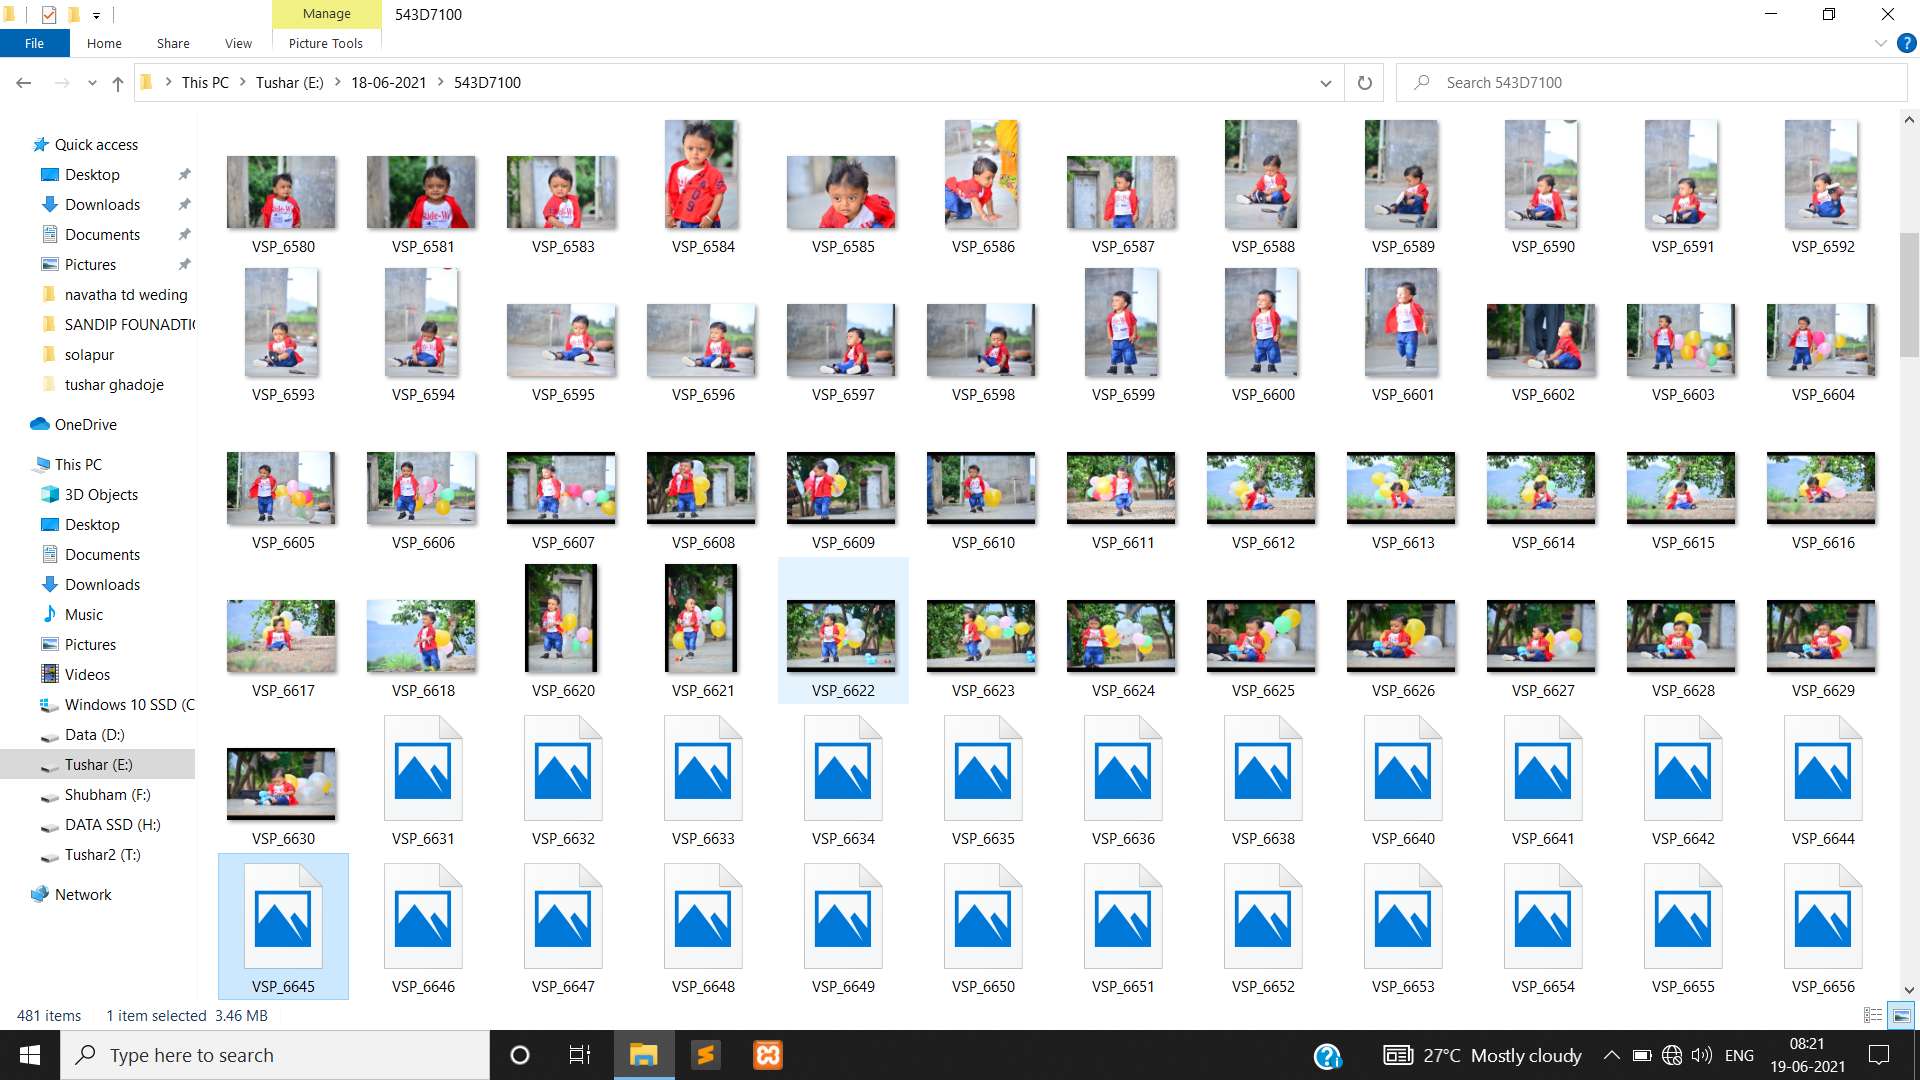 Manage
543D7100
File
Home
Share
View
Picture Tools
This PC
Tushar (E:)
18-06-2021
543D7100
Search 543D7100
Quick access
Desktop
Downloads
Documents
Pictures
navatha td weding
SANDIP FOUNADTI
solapur
tushar ghadoje
OneDrive
This PC
3D Objects
Desktop
Documents
Downloads
Music
Pictures
Videos
Windows 10 SSD (C
Data (D:)
Tushar (E:)
Shubham (F:)
DATA SSD (H:)
Tushar2 (T:)
Network
VSP_6580 VSP_6581 VSP_6583 VSP_6584 VSP_6585 VSP_6586 VSP_6587 VSP_6588 VSP_6589 VSP_6590 VSP_6591 VSP_6592
VSP_6593 VSP_6594 VSP_6595 VSP_6596 VSP_6597 VSP_6598 VSP_6599 VSP_6600 VSP_6601 VSP_6602 VSP_6603 VSP_6604
VSP_6605 VSP_6606 VSP_6607 VSP_6608 VSP_6609 VSP_6610 VSP_6611 VSP_6612 VSP_6613 VSP_6614 VSP_6615 VSP_6616
VSP_6617 VSP_6618 VSP_6620 VSP_6621 VSP_6622 VSP_6623 VSP_6624 VSP_6625 VSP_6626 VSP_6627 VSP_6628 VSP_6629
VSP_6630 VSP_6631 VSP_6632 VSP_6633 VSP_6634 VSP_6635 VSP_6636 VSP_6638 VSP_6640 VSP_6641 VSP_6642 VSP_6644
VSP_6645 VSP_6646 VSP_6647 VSP_6648 VSP_6649 VSP_6650 VSP_6651 VSP_6652 VSP_6653 VSP_6654 VSP_6655 VSP_6656
481 items
1 item selected 3.46 MB
Type here to search
27°C Mostly cloudy
ENG
08:21
19-06-2021